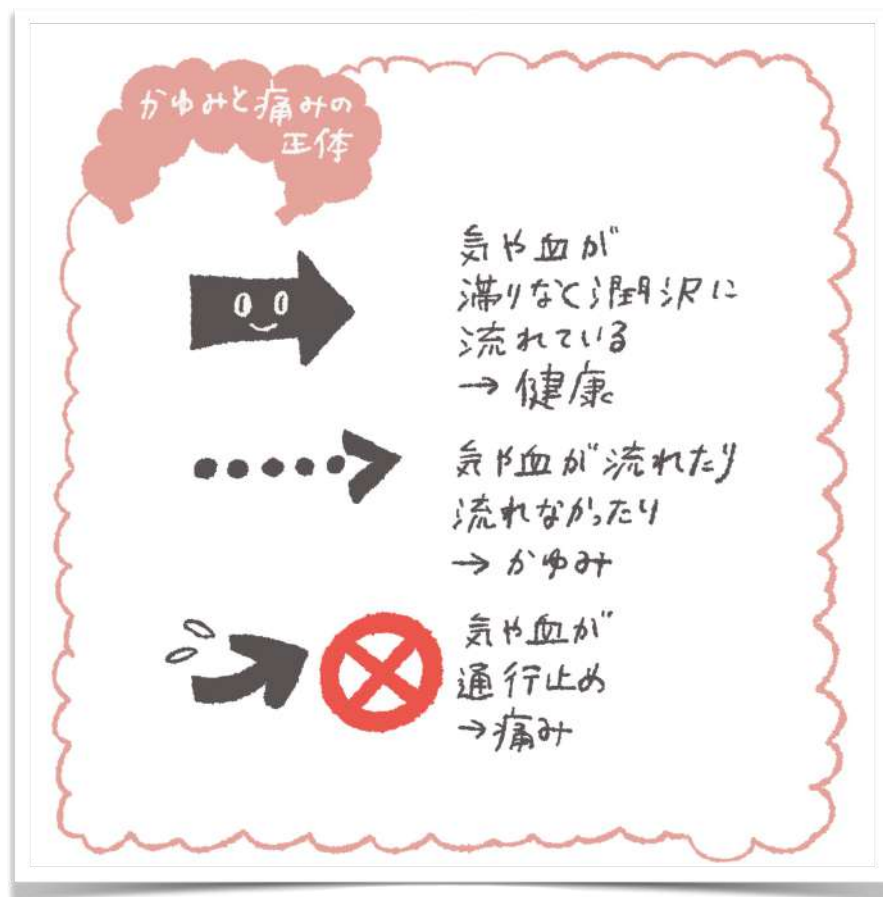 かゆみと痛みの
正体
気や血が
滞りなく潤沢に
流れている
→ 健康
気や血が流れたり
流れなかったり
→ かゆみ
気や血が
通行止め
→ 痛み